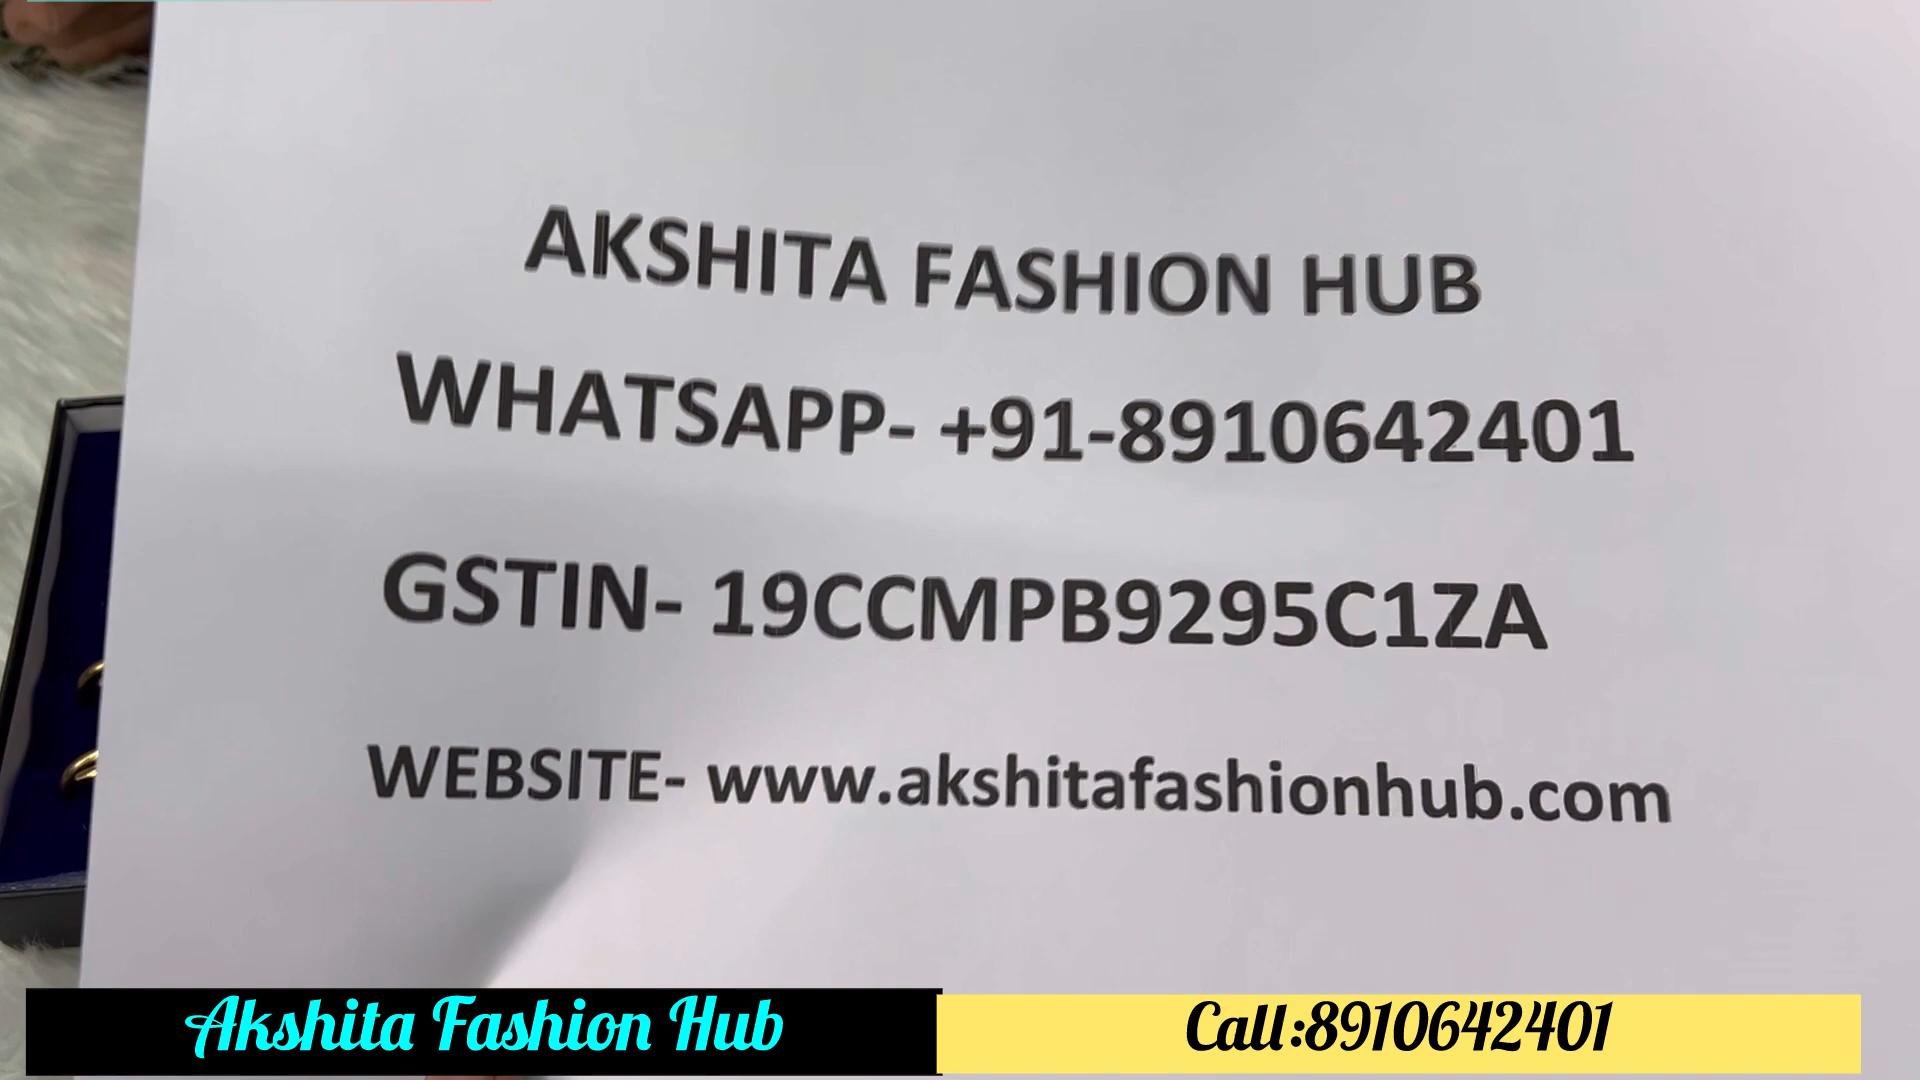 AKSHITA FASHION HUB
WHATSAPP- +91-8910642401
GSTIN- 19CCMPB9295C1ZA
WEBSITE- www.akshitafashionhub.com
Akshita Fashion Hub
Call:8910642401